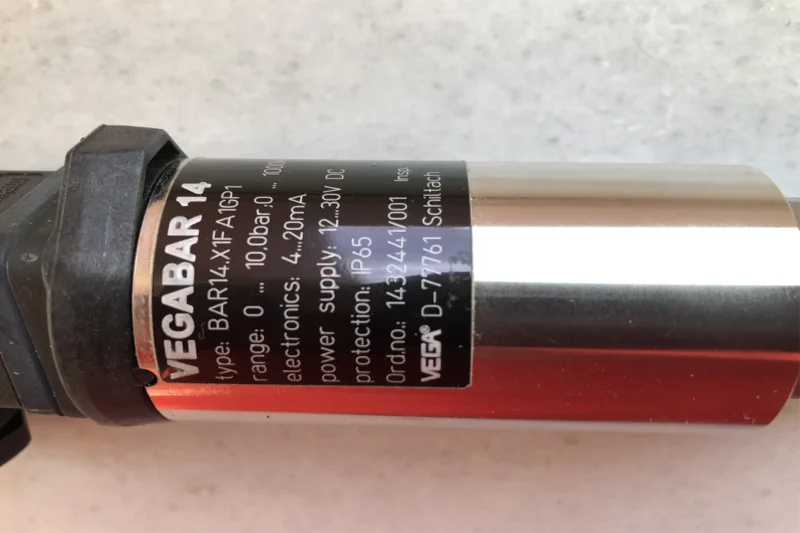 VEGABAR 14
type: BAR14.X1FA1GP1
range: 0 ... 10,0bar:0 ...
electronics: 4...20mA
power supply: 12...30V DC
protection: IP65
Ord.no.: 1432441/001 Insp.
VEGA® D-77761 Schiltach